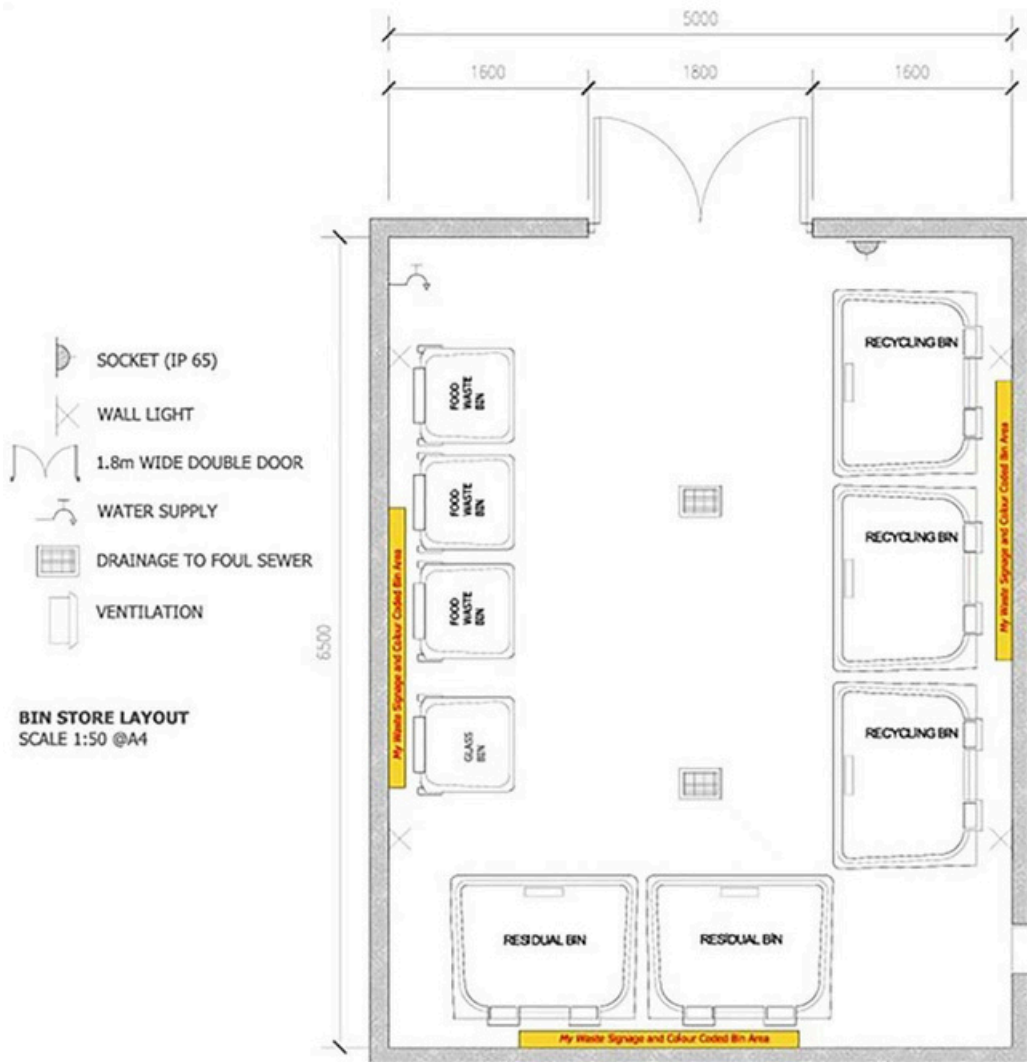 5000
1600
1800
1600
SOCKET (IP 65)
WALL LIGHT
1.8m WIDE DOUBLE DOOR
WATER SUPPLY
DRAINAGE TO FOUL SEWER
VENTILATION
BIN STORE LAYOUT
SCALE 1:50 @A4
6500
FOOD
WASTE
BIN
FOOD
WASTE
BIN
FOOD
WASTE
BIN
GLASS
BIN
My Waste Signage and Colour Coded Bin Area
RECYCLING BIN
RECYCLING BIN
RECYCLING BIN
My Waste Signage and Colour Coded Bin Area
RESIDUAL BIN
RESIDUAL BIN
My Waste Signage and Colour Coded Bin Area